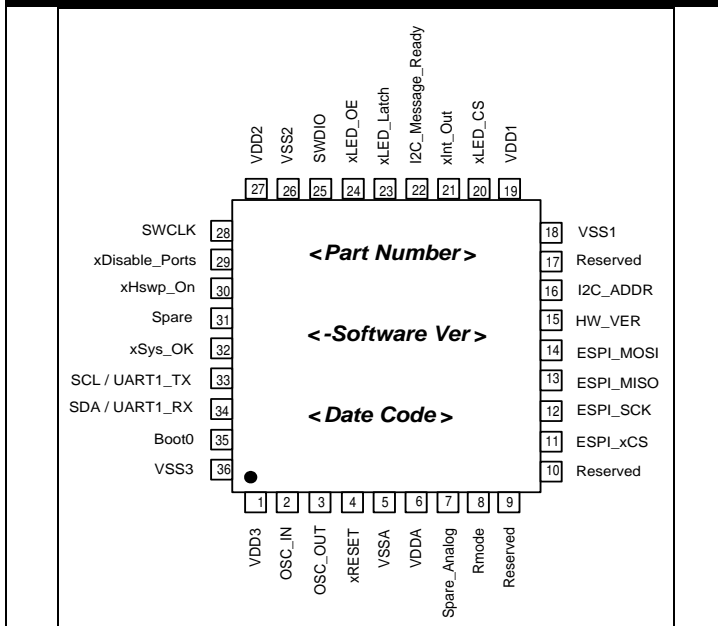 VDD2
VSS2
SWDIO
xLED_OE
xLED_Latch
I2C_Message_Ready
xInt_Out
xLED_CS
VDD1
27
26
25
24
23
22
21
20
19
SWCLK 28
xDisable_Ports 29
xHswp_On 30
Spare 31
xSys_OK 32
SCL / UART1_TX 33
SDA / UART1_RX 34
Boot0 35
VSS3 36
<Part Number>
<-Software Ver>
<Date Code>
18 VSS1
17 Reserved
16 I2C_ADDR
15 HW_VER
14 ESPI_MOSI
13 ESPI_MISO
12 ESPI_SCK
11 ESPI_xCS
10 Reserved
1
2
3
4
5
6
7
8
9
VDD3
OSC_IN
OSC_OUT
xRESET
VSSA
VDDA
Spare_Analog
Rmode
Reserved